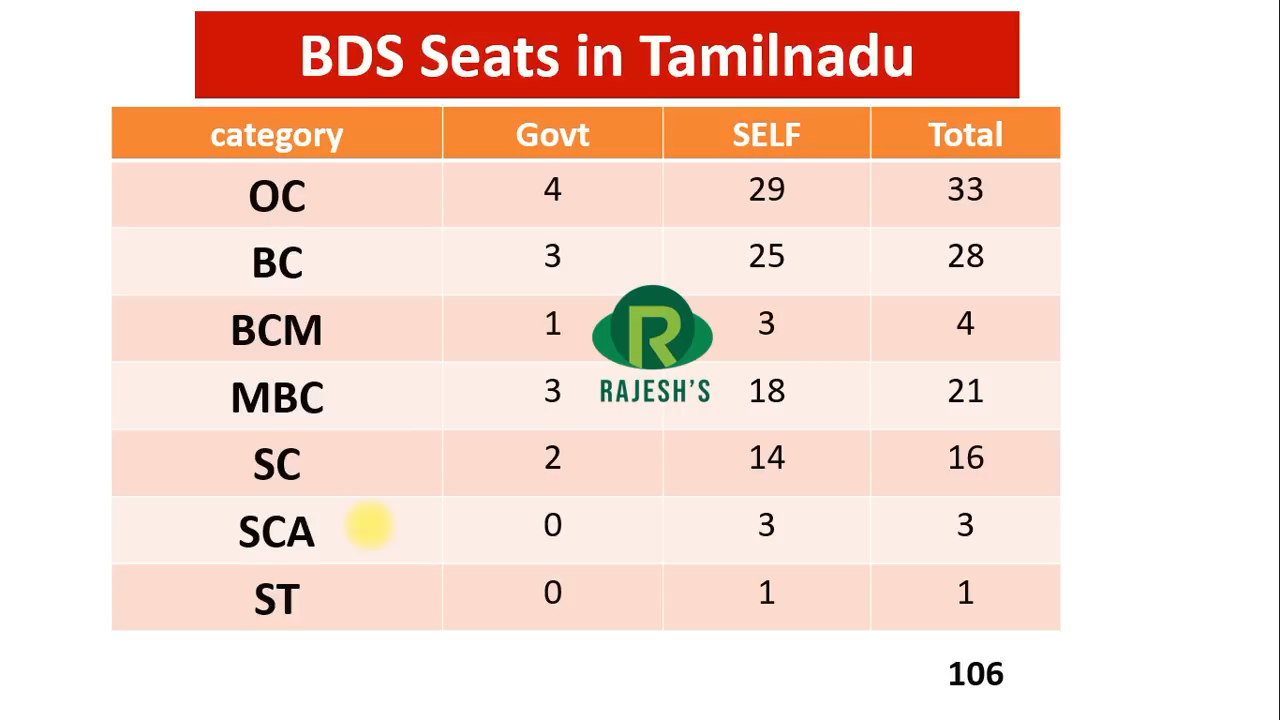 BDS Seats in Tamilnadu
category Govt SELF Total
OC 4 29 33
BC 3 25 28
BCM 1 3 4
MBC 3 18 21
SC 2 14 16
SCA 0 3 3
ST 0 1 1
106
R
RAJESH'S